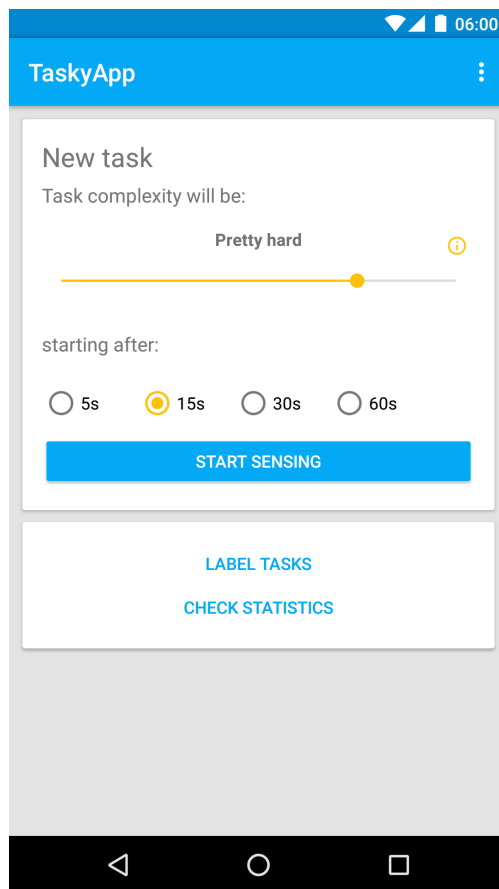 06:00
TaskyApp
New task
Task complexity will be:
Pretty hard
starting after:
5s 15s 30s 60s
START SENSING
LABEL TASKS
CHECK STATISTICS